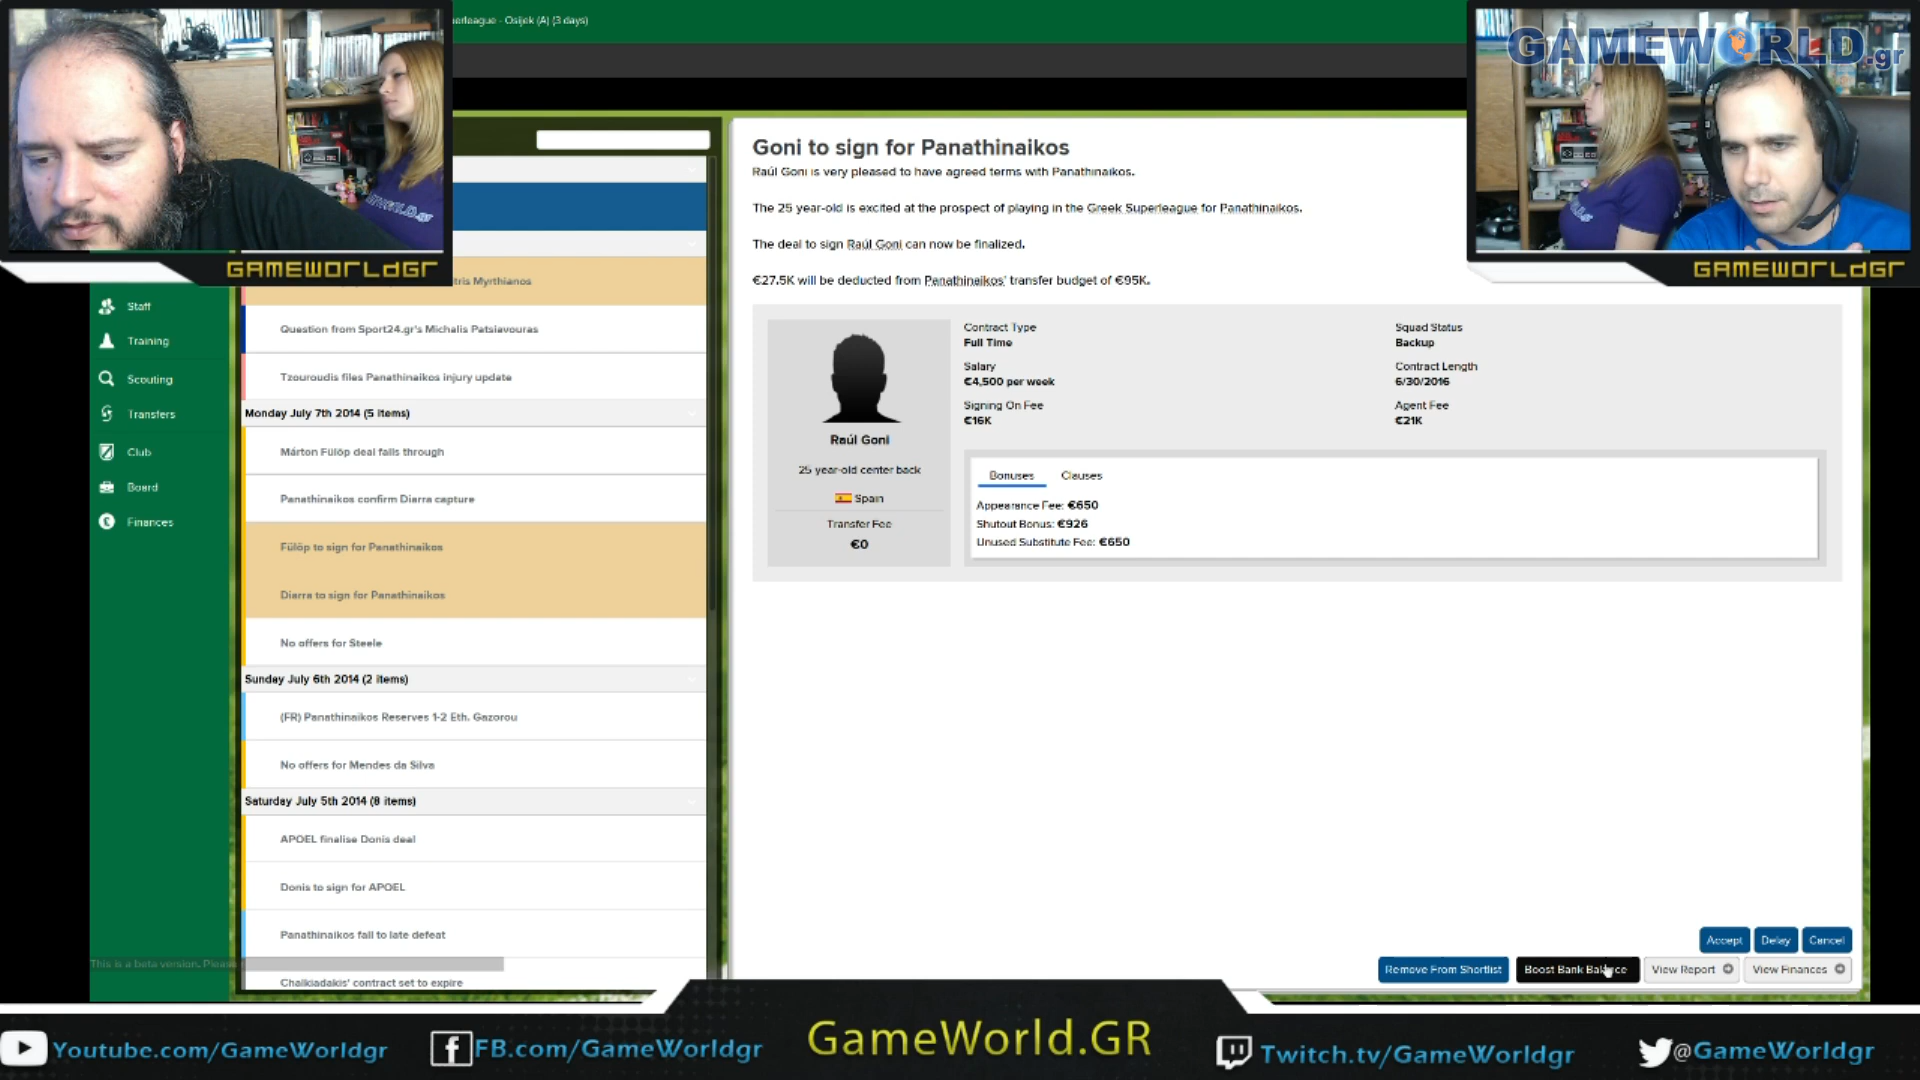 erleague - Osijek (A) (3 days)
GAMEWORLD.gr
GAMEWORLDGR
GAMEWORLDGR
Staff
Training
Scouting
Transfers
Club
Board
Finances
This is a beta version. Please
tris Myrthianos
Question from Sport24.gr's Michalis Patsiavouras
Tzouroudis files Panathinaikos injury update
Monday July 7th 2014 (5 items)
Márton Fülöp deal falls through
Panathinaikos confirm Diarra capture
Fülöp to sign for Panathinaikos
Diarra to sign for Panathinaikos
No offers for Steele
Sunday July 6th 2014 (2 items)
(FR) Panathinaikos Reserves 1-2 Eth. Gazorou
No offers for Mendes da Silva
Saturday July 5th 2014 (8 items)
APOEL finalise Donis deal
Donis to sign for APOEL
Panathinaikos fall to late defeat
Chalkiadakis' contract set to expire
Goni to sign for Panathinaikos
Raúl Goni is very pleased to have agreed terms with Panathinaikos.
The 25 year-old is excited at the prospect of playing in the Greek Superleague for Panathinaikos.
The deal to sign Raúl Goni can now be finalized.
€27.5K will be deducted from Panathinaikos' transfer budget of €95K.
Raúl Goni
25 year-old center back
Spain
Transfer Fee
€0
Contract Type
Full Time
Salary
€4,500 per week
Signing On Fee
€16K
Squad Status
Backup
Contract Length
6/30/2016
Agent Fee
€21K
Bonuses Clauses
Appearance Fee: €650
Shutout Bonus: €926
Unused Substitute Fee: €650
Accept Delay Cancel
Remove From Shortlist Boost Bank Balance View Report View Finances
Youtube.com/GameWorldgr
FB.com/GameWorldgr
GameWorld.GR
Twitch.tv/GameWorldgr
@GameWorldgr